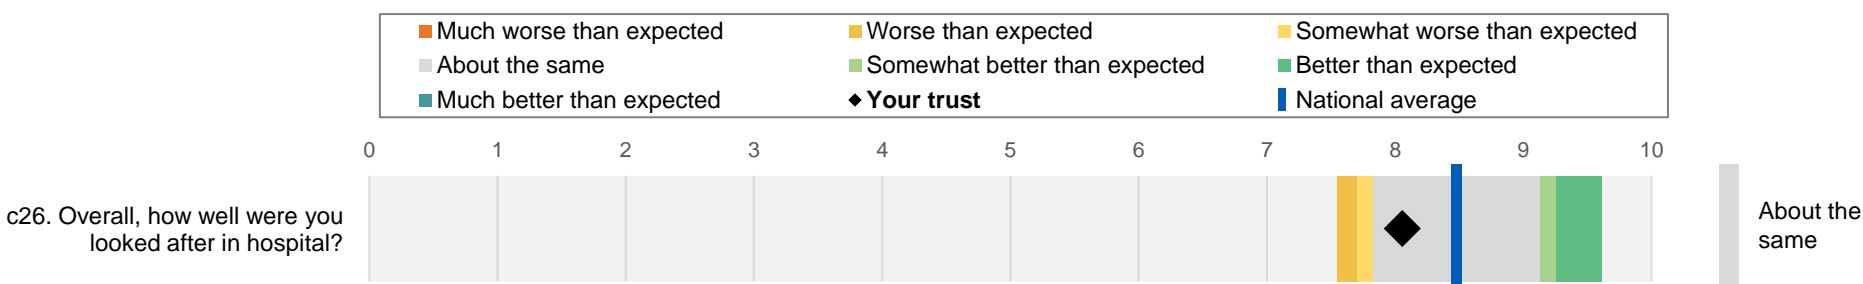 Much worse than expected
Worse than expected
Somewhat worse than expected
About the same
Somewhat better than expected
Better than expected
Much better than expected
Your trust
National average
0 1 2 3 4 5 6 7 8 9 10
c26. Overall, how well were you
looked after in hospital?
About the
same